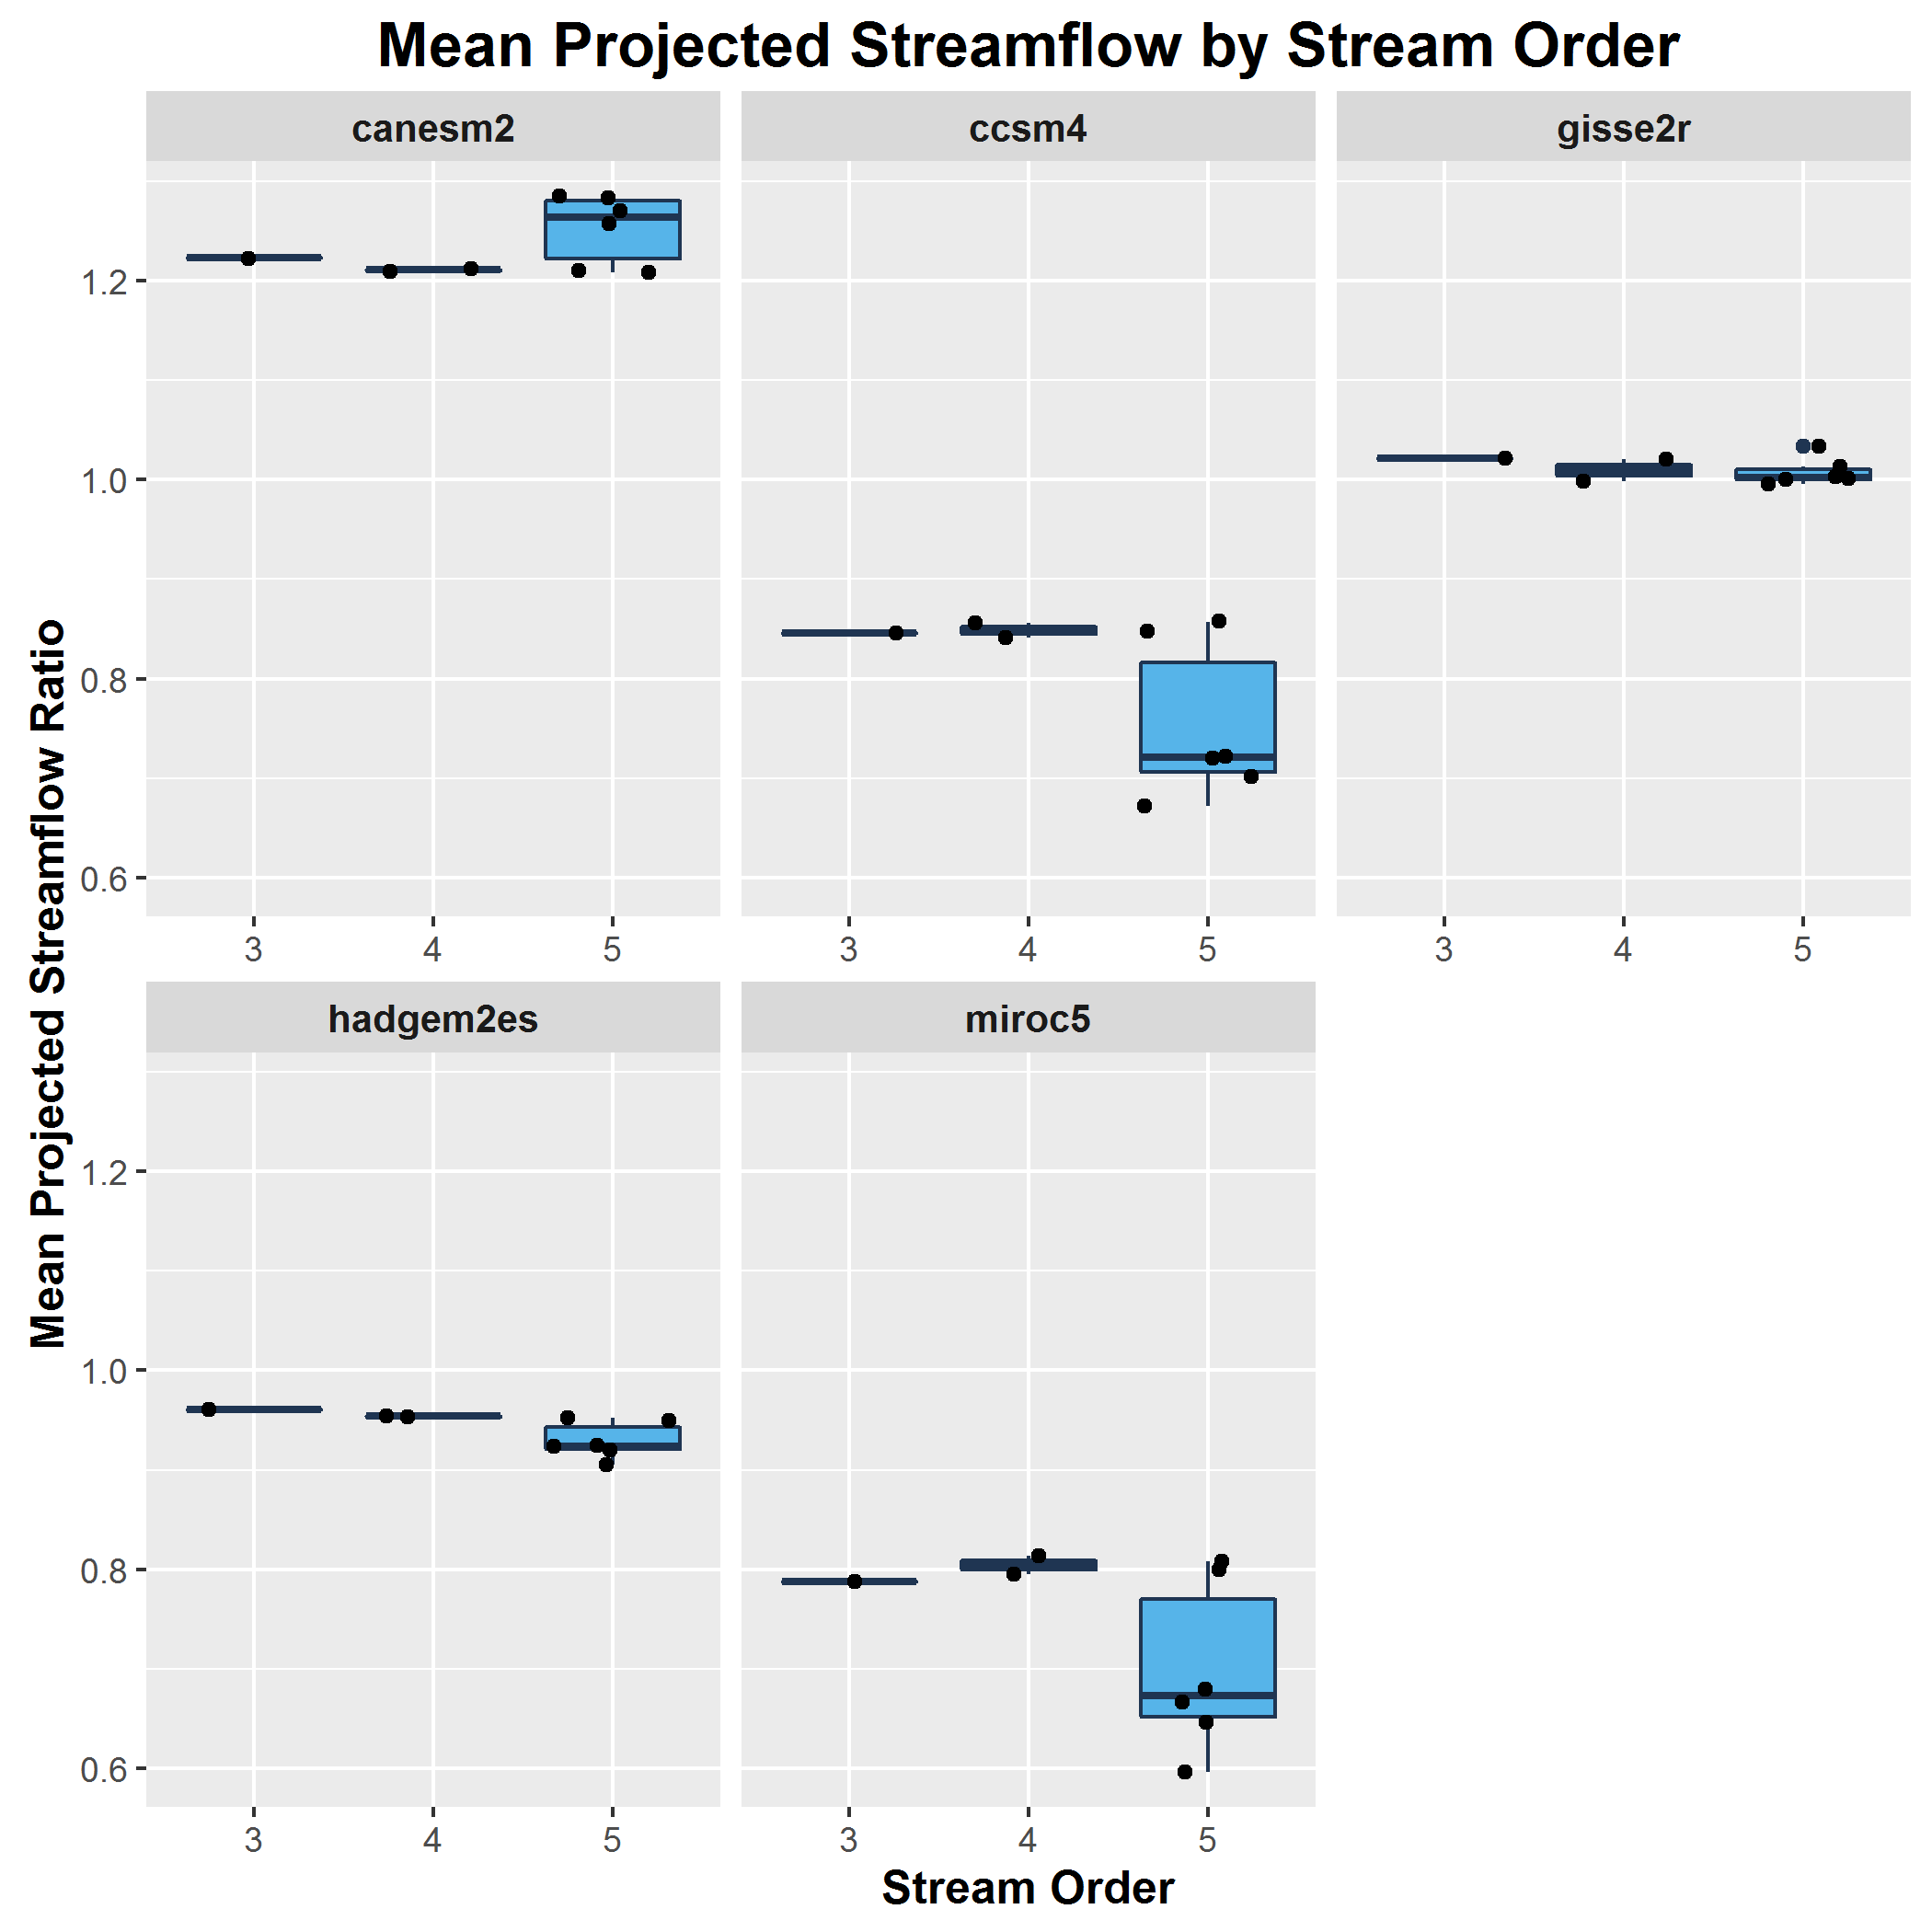 Mean Projected Streamflow by Stream Order
canesm2 ccsm4 gisse2r
1.2
1.0
0.8
0.6
3 4 5 3 4 5 3 4 5
hadgem2es miroc5
1.2
1.0
0.8
0.6
3 4 5 3 4 5
Mean Projected Streamflow Ratio
Stream Order